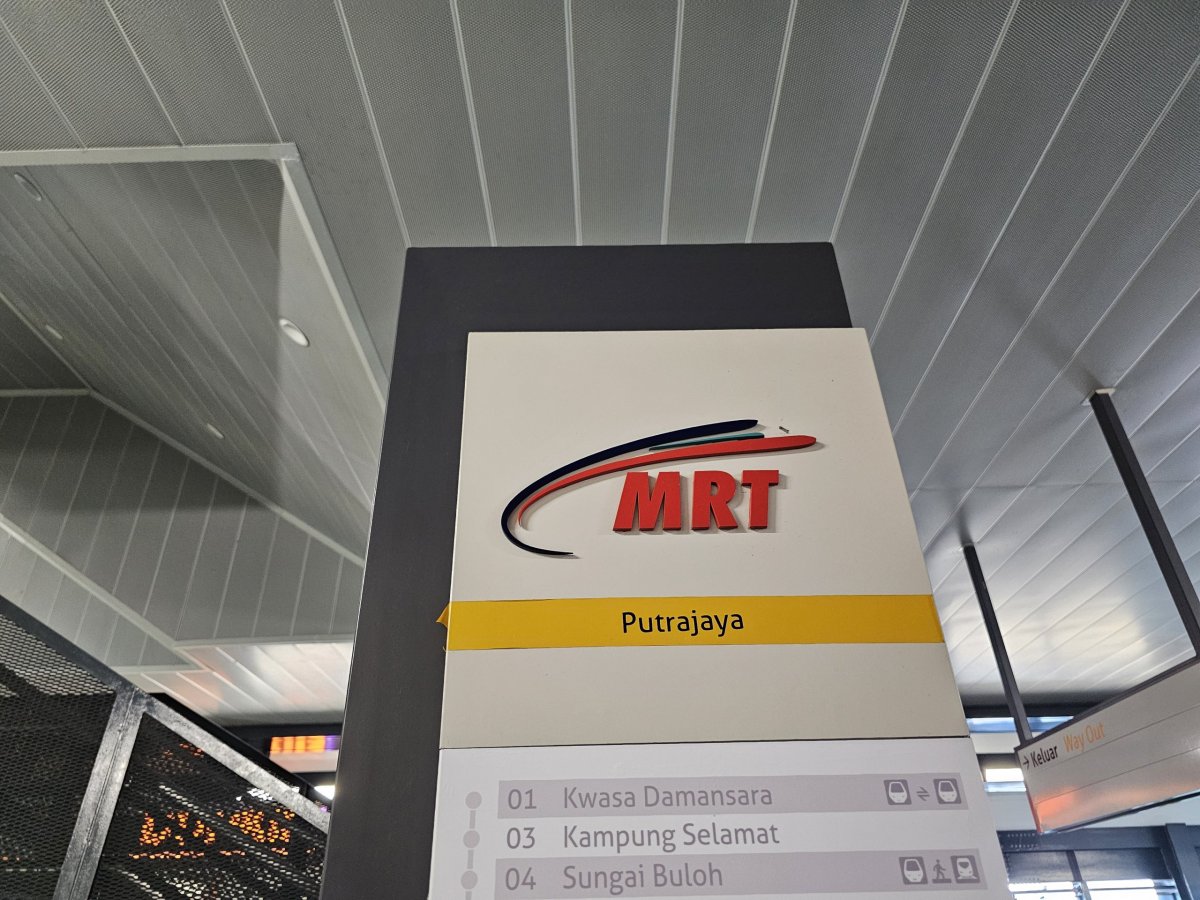 MRT
Putrajaya
01 Kwasa Damansara
03 Kampung Selamat
04 Sungai Buloh
Keluar Way Out